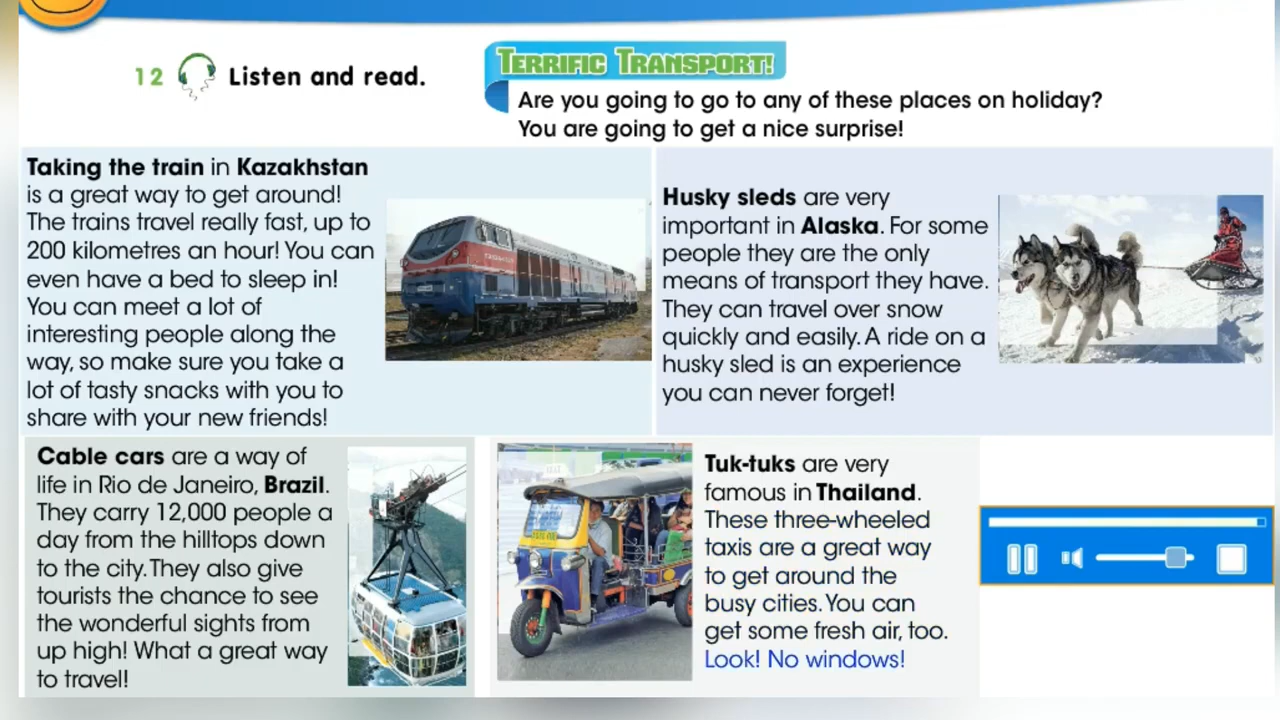 12 Listen and read.
TERRIFIC TRANSPORT!
Are you going to go to any of these places on holiday?
You are going to get a nice surprise!
Taking the train in Kazakhstan
is a great way to get around!
The trains travel really fast, up to
200 kilometres an hour! You can
even have a bed to sleep in!
You can meet a lot of
interesting people along the
way, so make sure you take a
lot of tasty snacks with you to
share with your new friends!
Husky sleds are very
important in Alaska. For some
people they are the only
means of transport they have.
They can travel over snow
quickly and easily. A ride on a
husky sled is an experience
you can never forget!
Cable cars are a way of
life in Rio de Janeiro, Brazil.
They carry 12,000 people a
day from the hilltops down
to the city. They also give
tourists the chance to see
the wonderful sights from
up high! What a great way
to travel!
Tuk-tuks are very
famous in Thailand.
These three-wheeled
taxis are a great way
to get around the
busy cities. You can
get some fresh air, too.
Look! No windows!